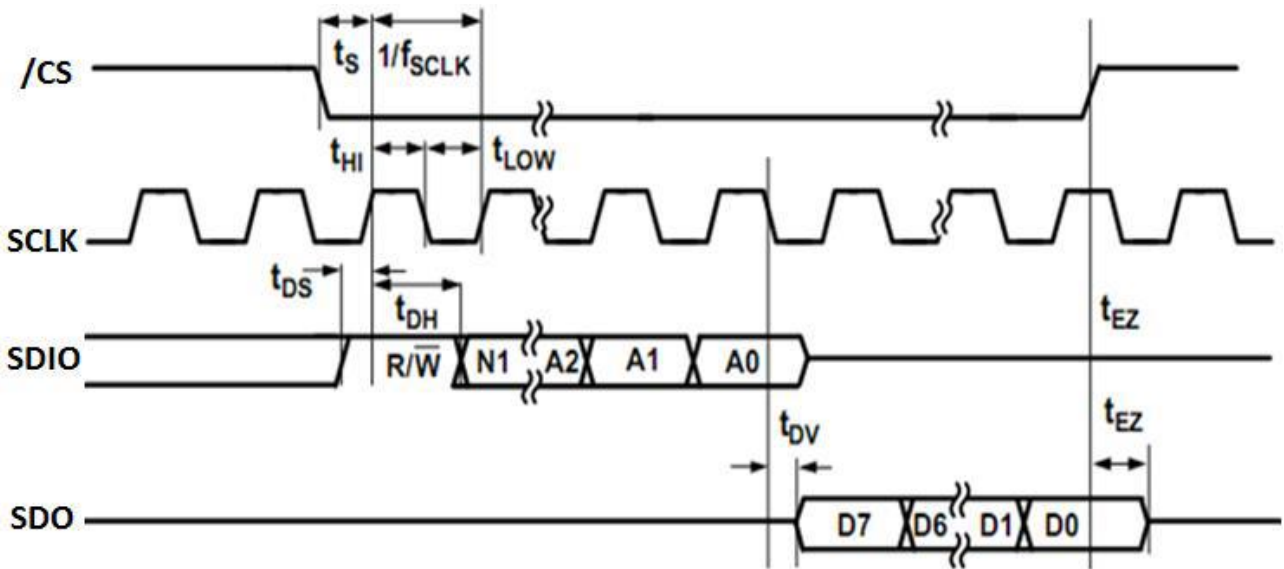 tS 1/fSCLK
/CS
tHI tLOW
SCLK
tDS
tDH
tEZ
SDIO R/W̅ N1 A2 A1 A0
tDV tEZ
SDO D7 D6 D1 D0